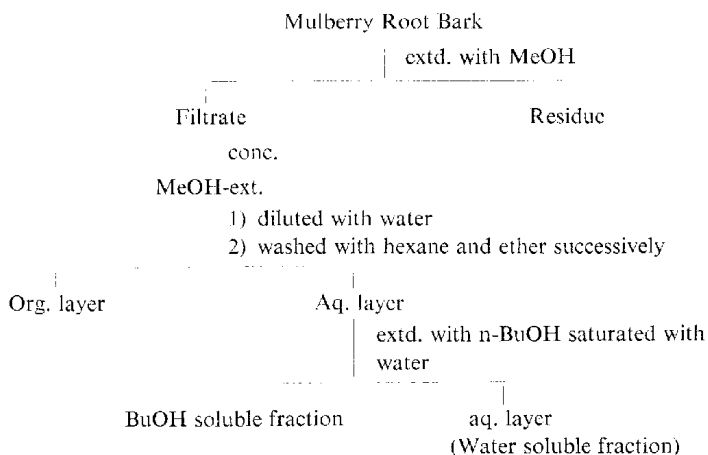 Mulberry Root Bark
extd. with MeOH
Filtrate Residue
conc.
MeOH-ext.
1) diluted with water
2) washed with hexane and ether successively
Org. layer Aq. layer
extd. with n-BuOH saturated with
water
BuOH soluble fraction aq. layer
(Water soluble fraction)